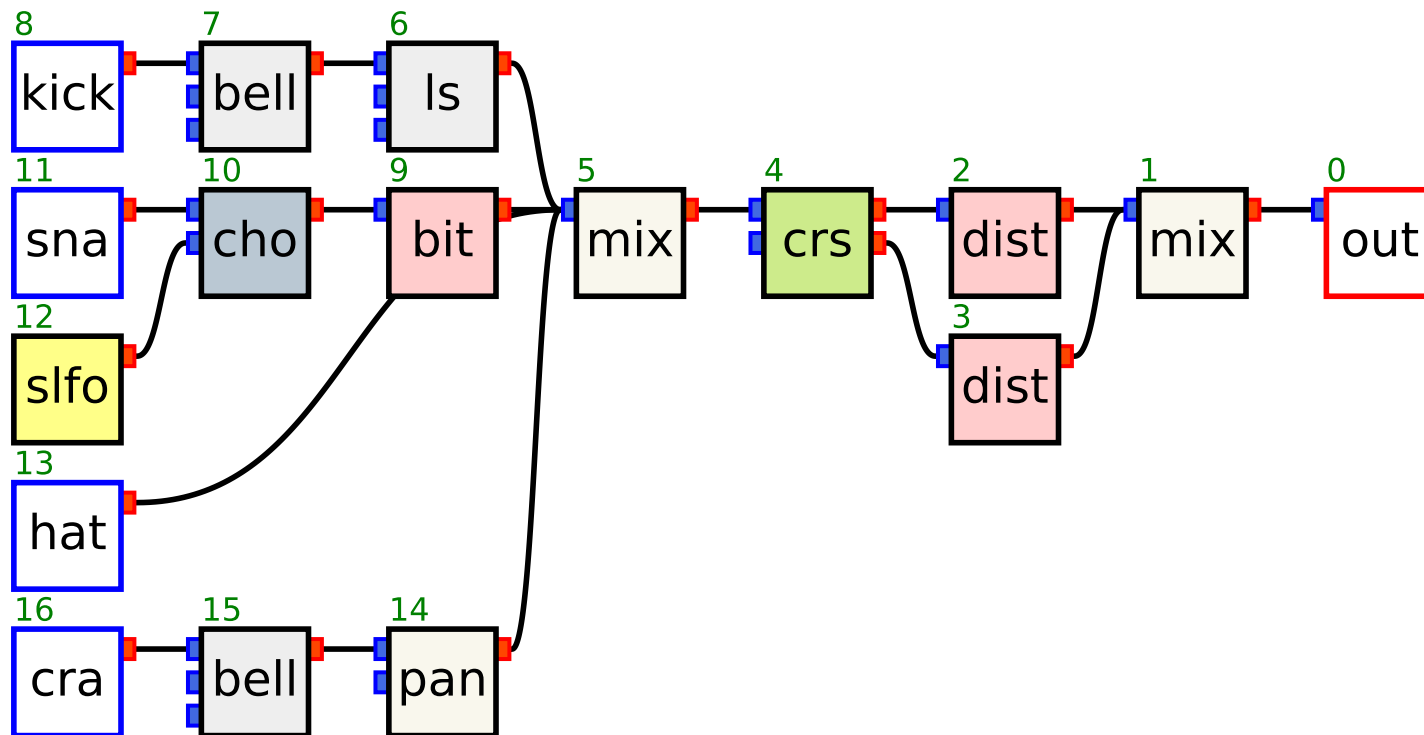 8 7 6
kick bell ls
11 10 9 5 4 2 1 0
sna cho bit mix crs dist mix out
12 3
slfo dist
13
hat
16 15 14
cra bell pan